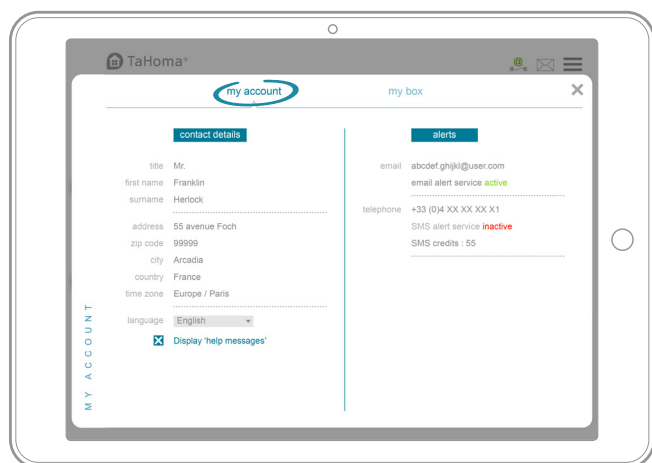 TaHoma®
@
my account
my box
contact details
title Mr.
first name Franklin
surname Herlock
address 55 avenue Foch
zip code 99999
city Arcadia
country France
time zone Europe / Paris
language English
Display 'help messages'
alerts
email abcdef.ghijkl@user.com
email alert service active
telephone +33 (0)4 XX XX XX X1
SMS alert service inactive
SMS credits : 55
MY ACCOUNT